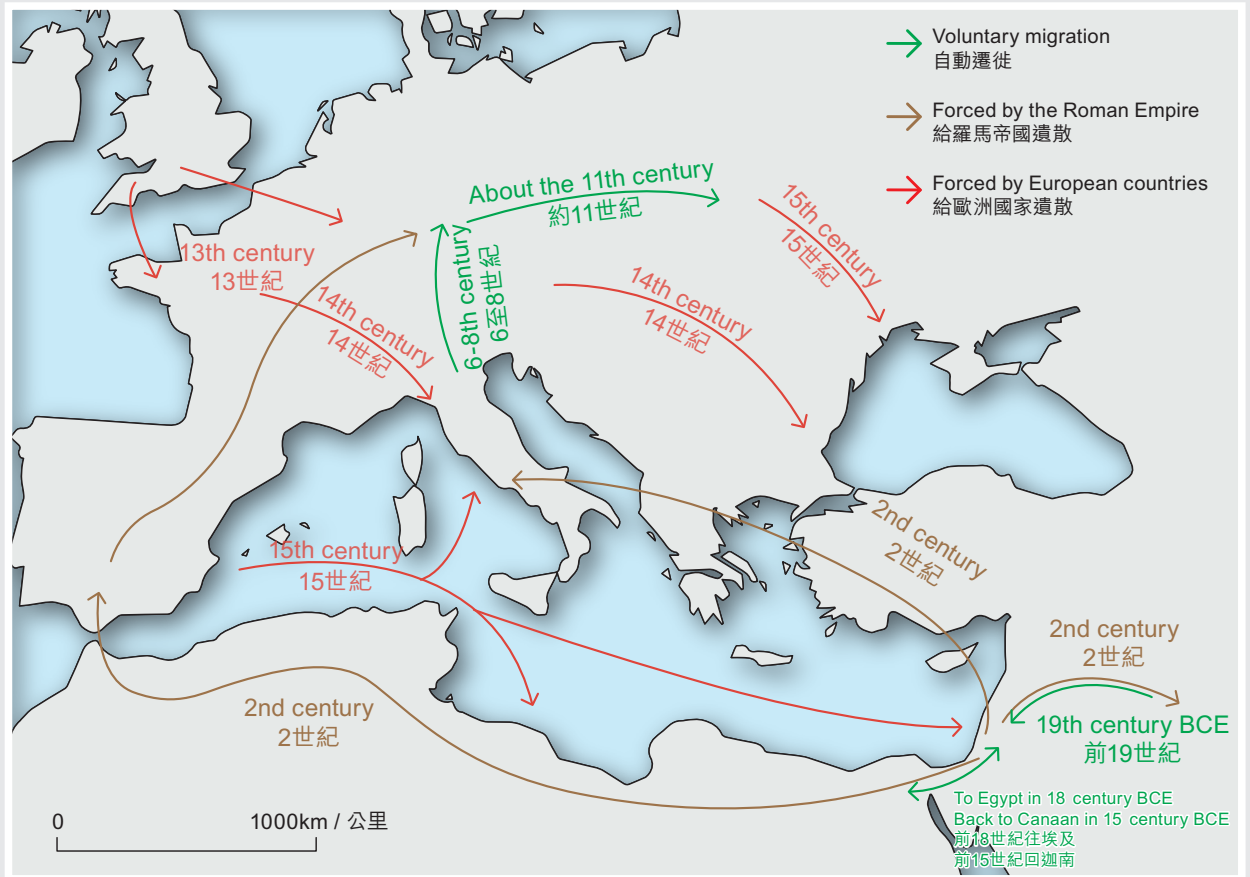 Voluntary migration
自動遷徙
Forced by the Roman Empire
給羅馬帝國遺散
Forced by European countries
給歐洲國家遺散
About the 11th century
約11世紀
15th century
15世紀
13th century
13世紀
14th century
14世紀
6-8th century
6至8世紀
14th century
14世紀
15th century
15世紀
2nd century
2世紀
2nd century
2世紀
2nd century
2世紀
19th century BCE
前19世紀
To Egypt in 18 century BCE
Back to Canaan in 15 century BCE
前18世紀往埃及
前15世紀回迦南
0 1000km / 公里